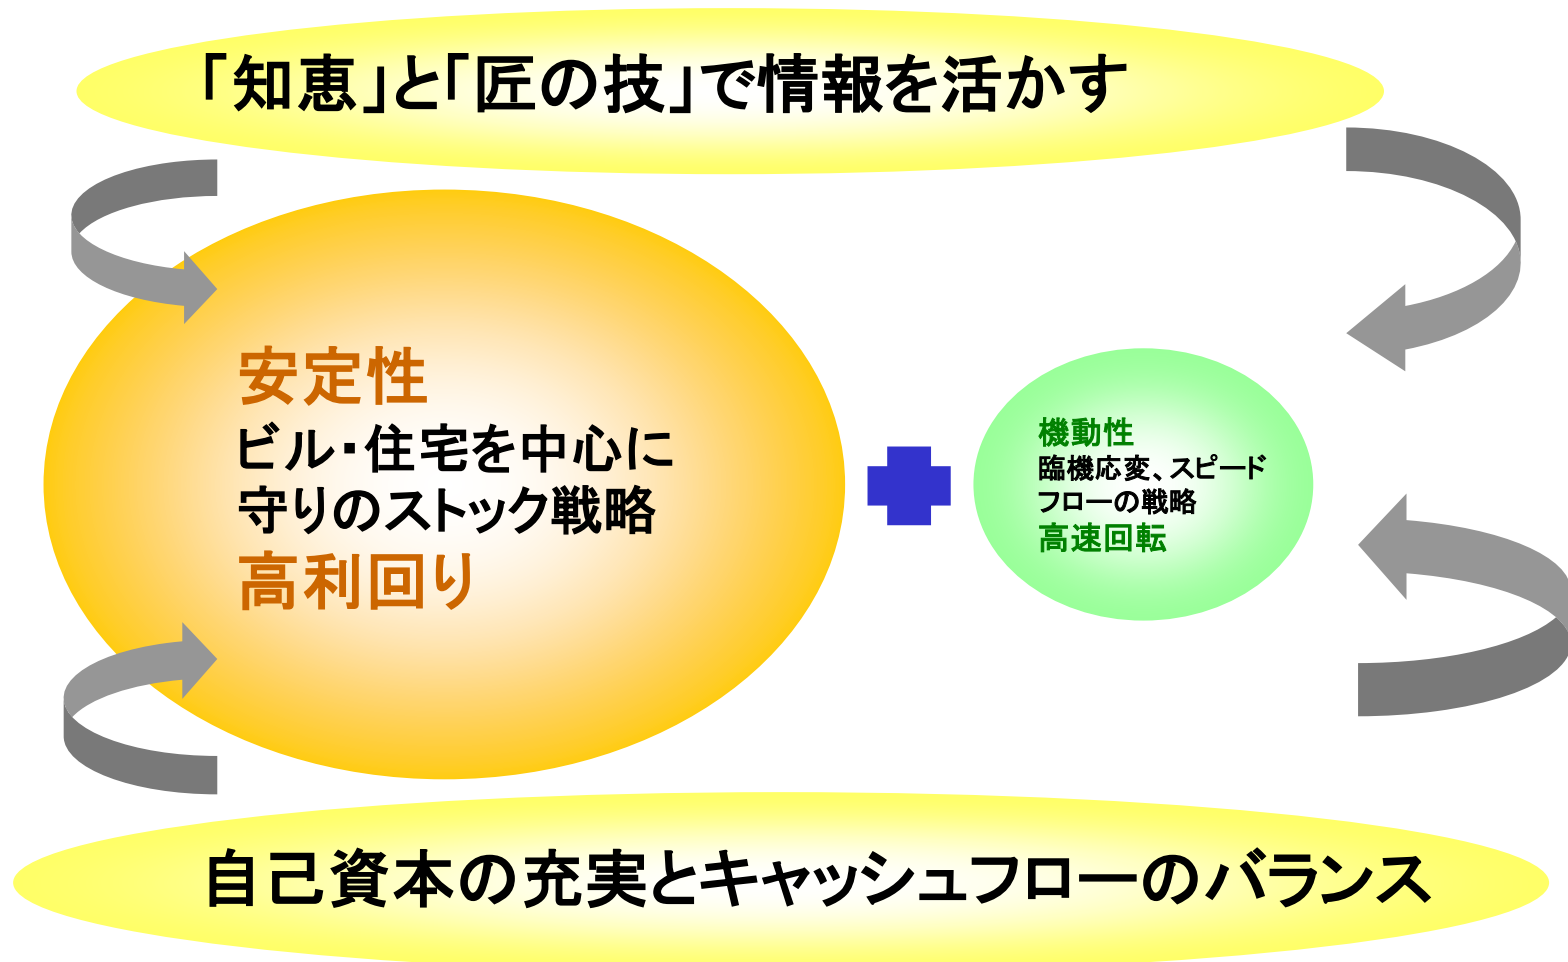 「知恵」と「匠の技」で情報を活かす
安定性
ビル・住宅を中心に
守りのストック戦略
高利回り
機動性
臨機応変、スピード
フローの戦略
高速回転
自己資本の充実とキャッシュフローのバランス